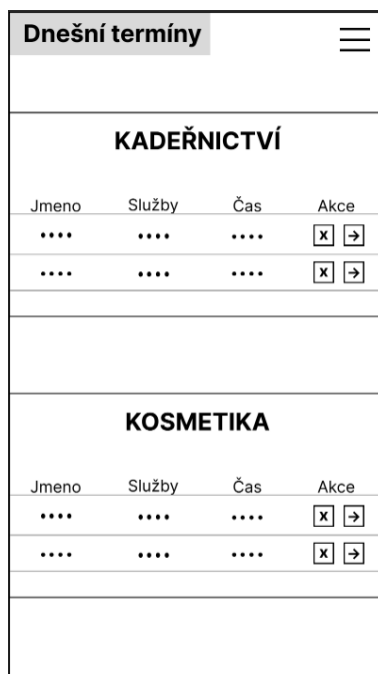 Dnešní termíny
KADEŘNICTVÍ
Jmeno Služby Čas Akce
•••• •••• •••• x →
•••• •••• •••• x →
KOSMETIKA
Jmeno Služby Čas Akce
•••• •••• •••• x →
•••• •••• •••• x →